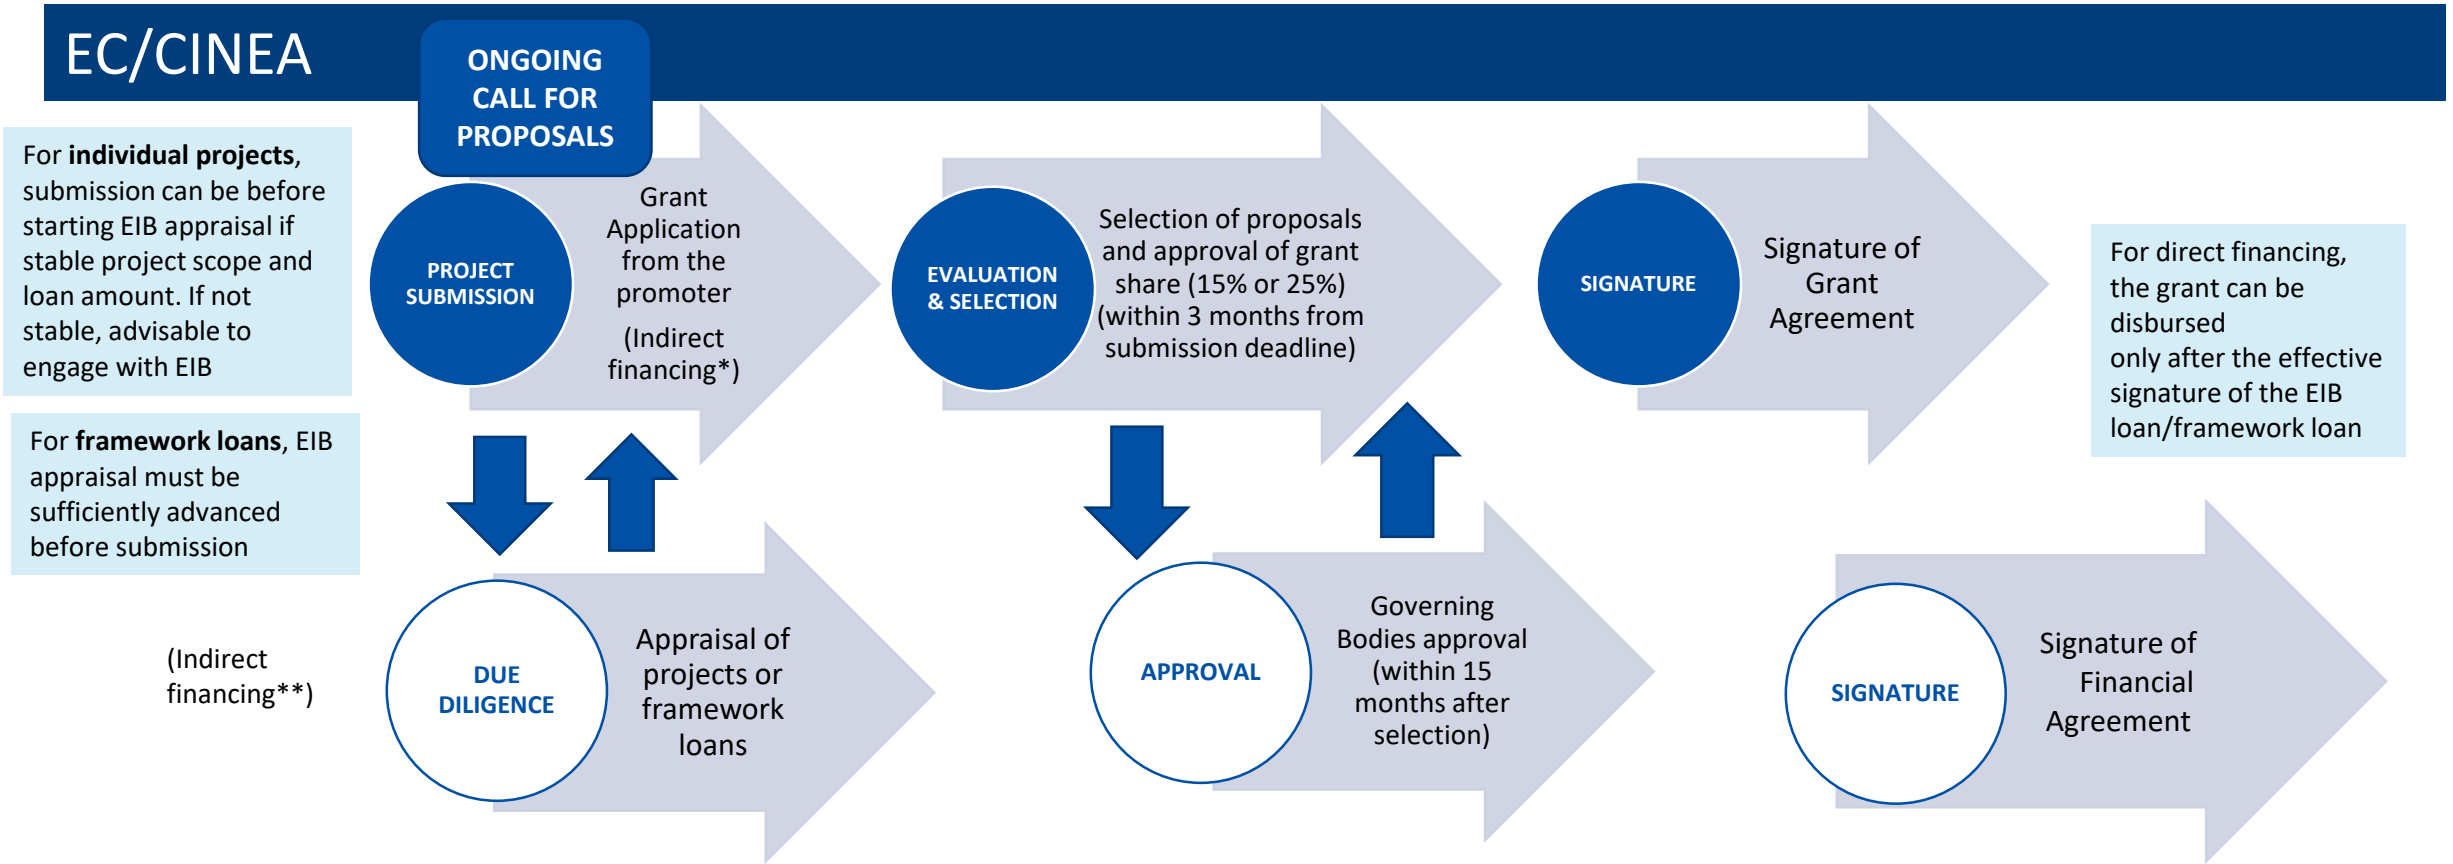 EC/CINEA
ONGOING
CALL FOR
PROPOSALS
For individual projects,
submission can be before
starting EIB appraisal if
stable project scope and
loan amount. If not
stable, advisable to
engage with EIB
For framework loans, EIB
appraisal must be
sufficiently advanced
before submission
PROJECT
SUBMISSION
Grant
Application
from the
promoter
(Indirect
financing*)
EVALUATION
& SELECTION
Selection of proposals
and approval of grant
share (15% or 25%)
(within 3 months from
submission deadline)
SIGNATURE
Signature of
Grant
Agreement
For direct financing,
the grant can be
disbursed
only after the effective
signature of the EIB
loan/framework loan
(Indirect
financing**)
DUE
DILIGENCE
Appraisal of
projects or
framework
loans
APPROVAL
Governing
Bodies approval
(within 15
months after
selection)
SIGNATURE
Signature of
Financial
Agreement